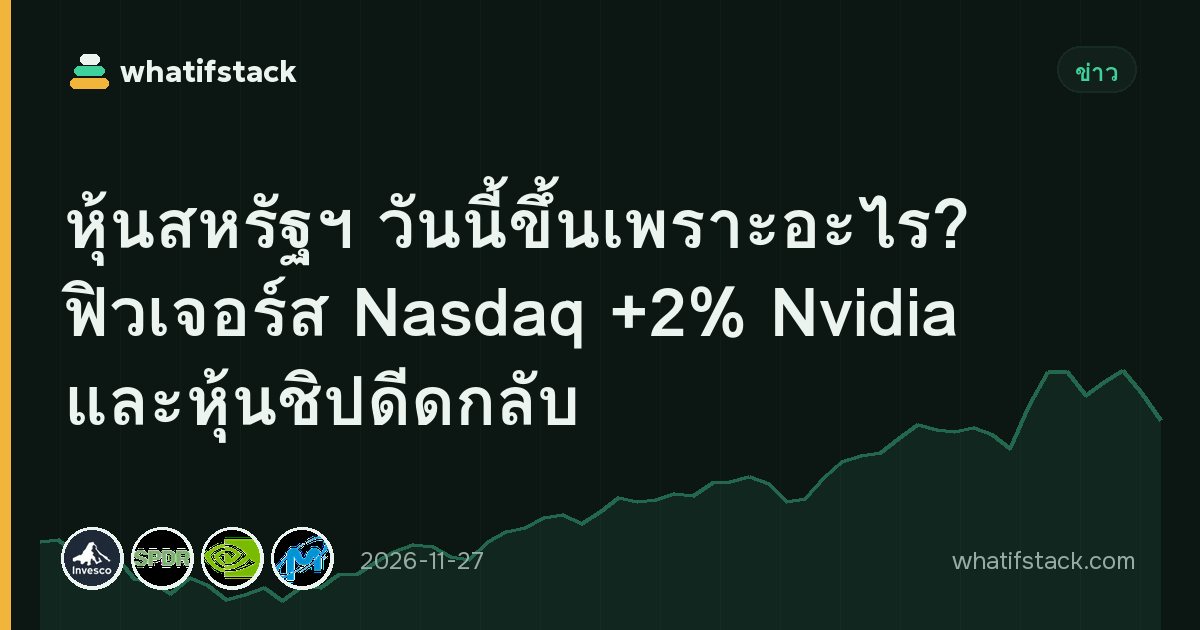 whatifstack
ข่าว
หุ้นสหรัฐฯ วันนี้ขึ้นเพราะอะไร?
ฟิวเจอร์ส Nasdaq +2% Nvidia
และหุ้นชิปดีดกลับ
Invesco
SPDR
2026-11-27
whatifstack.com